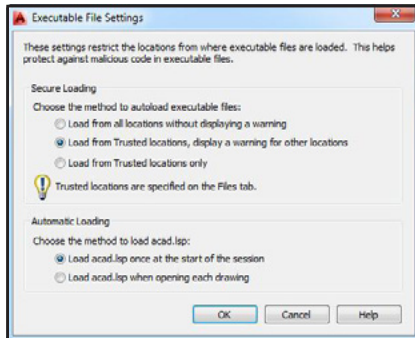 Executable File Settings
These settings restrict the locations from where executable files are loaded. This helps
protect against malicious code in executable files.
Secure Loading
Choose the method to autoload executable files:
Load from all locations without displaying a warning
Load from Trusted locations, display a warning for other locations
Load from Trusted locations only
Trusted locations are specified on the Files tab.
Automatic Loading
Choose the method to load acad.lsp:
Load acad.lsp once at the start of the session
Load acad.lsp when opening each drawing
OK Cancel Help